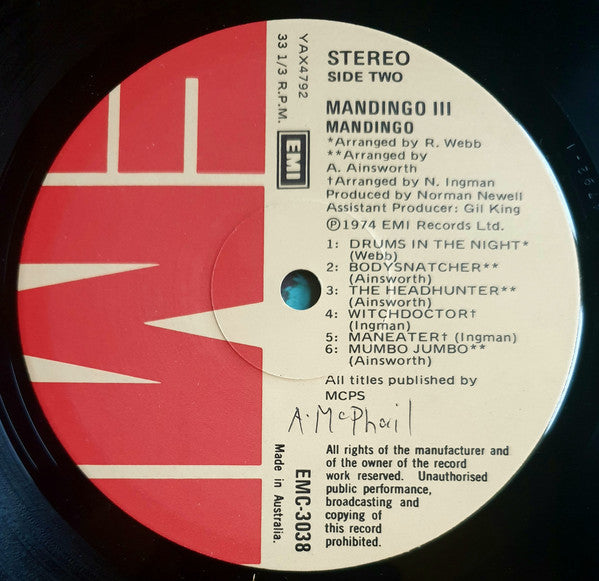 STEREO
SIDE TWO
YAX4792
33 1/3 R.P.M.
EMI
MANDINGO III
MANDINGO
*Arranged by R. Webb
**Arranged by
A. Ainsworth
†Arranged by N. Ingman
Produced by Norman Newell
Assistant Producer: Gil King
Ⓟ1974 EMI Records Ltd.
1: DRUMS IN THE NIGHT*
(Webb)
2: BODYSNATCHER**
(Ainsworth)
3: THE HEADHUNTER**
(Ainsworth)
4: WITCHDOCTOR†
(Ingman)
5: MANEATER† (Ingman)
6: MUMBO JUMBO**
(Ainsworth)
All titles published by
MCPS
A. McPhail
EMC-3038
Made in Australia.
All rights of the manufacturer and
of the owner of the record
work reserved. Unauthorised
public performance,
broadcasting and
copying of
this record
prohibited.
EMI